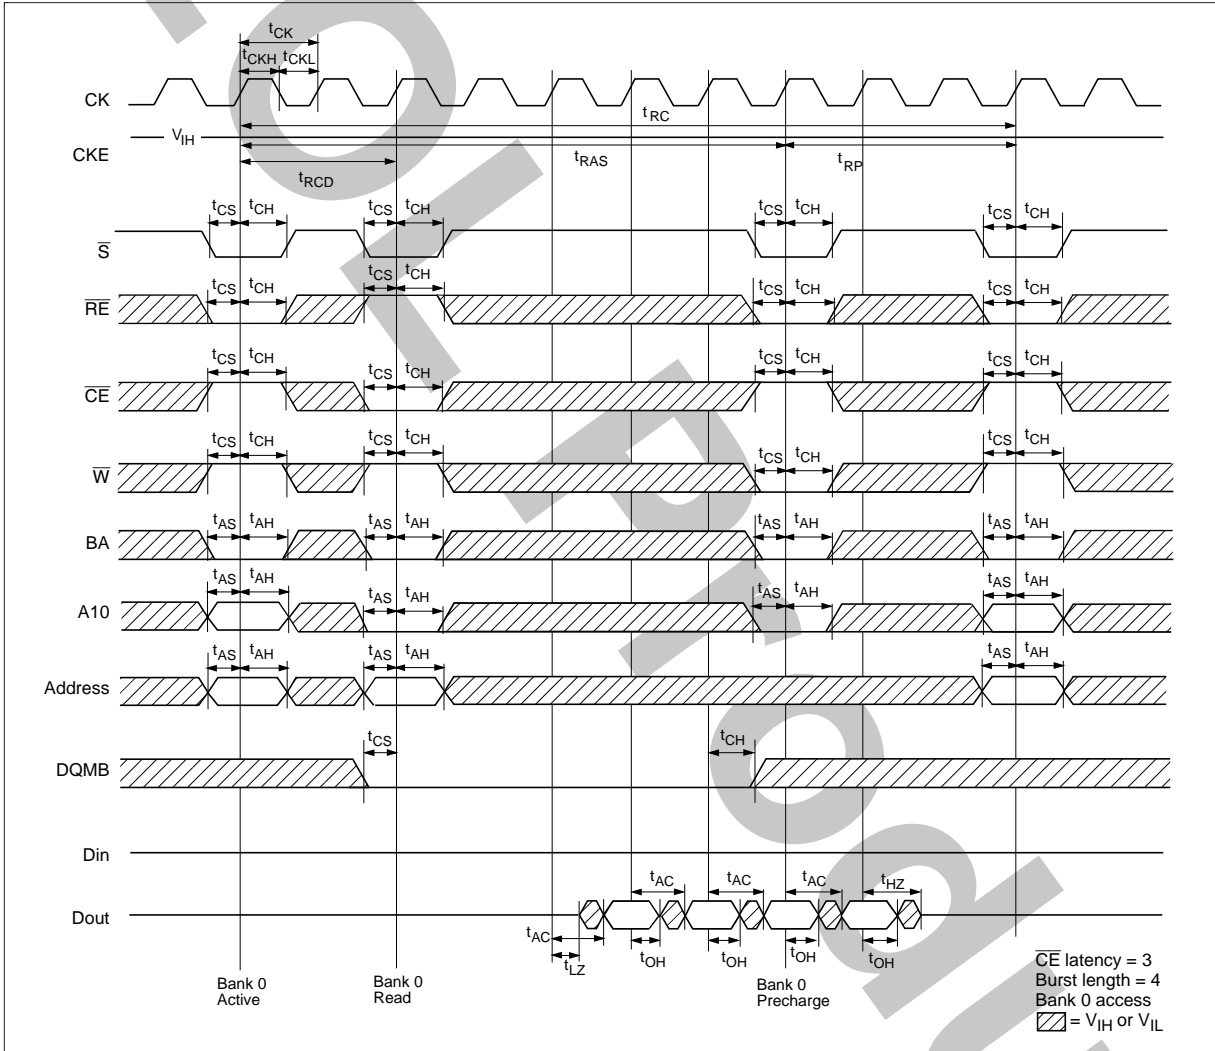 tCK
tCKH tCKL
CK
tRC
VIH
CKE
tRAS tRP
tRCD
tCS tCH tCS tCH tCS tCH tCS tCH
S
tCS tCH tCS tCH tCS tCH tCS tCH
RE
tCS tCH tCS tCH tCS tCH tCS tCH
CE
tCS tCH tCS tCH tCS tCH tCS tCH
W
tAS tAH tAS tAH tAS tAH tAS tAH
BA
tAS tAH tAS tAH tAS tAH tAS tAH
A10
tAS tAH tAS tAH tAS tAH
Address
tCS tCH
DQMB
Din
tAC tAC tAC tHZ
Dout
tAC
tLZ tOH tOH tOH tOH
Bank 0
Active
Bank 0
Read
Bank 0
Precharge
CE latency = 3
Burst length = 4
Bank 0 access
= VIH or VIL
OL Prod